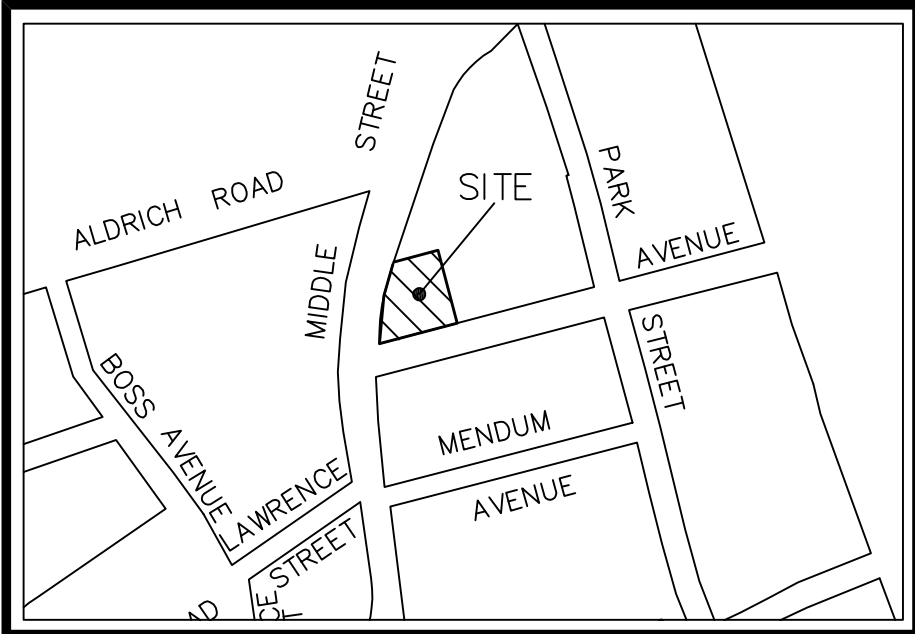 STREET
ALDRICH ROAD
SITE
PARK
AVENUE
MIDDLE
STREET
BOSS AVENUE
MENDUM
AVENUE
LAWRENCE
STREET